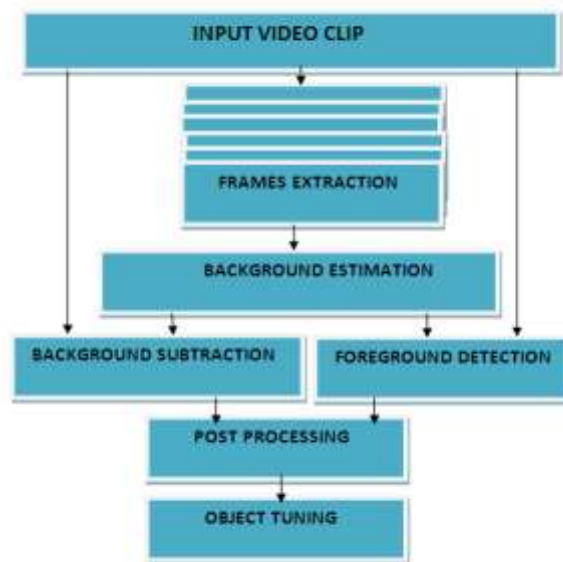 INPUT VIDEO CLIP
FRAMES EXTRACTION
BACKGROUND ESTIMATION
BACKGROUND SUBTRACTION
FOREGROUND DETECTION
POST PROCESSING
OBJECT TUNING